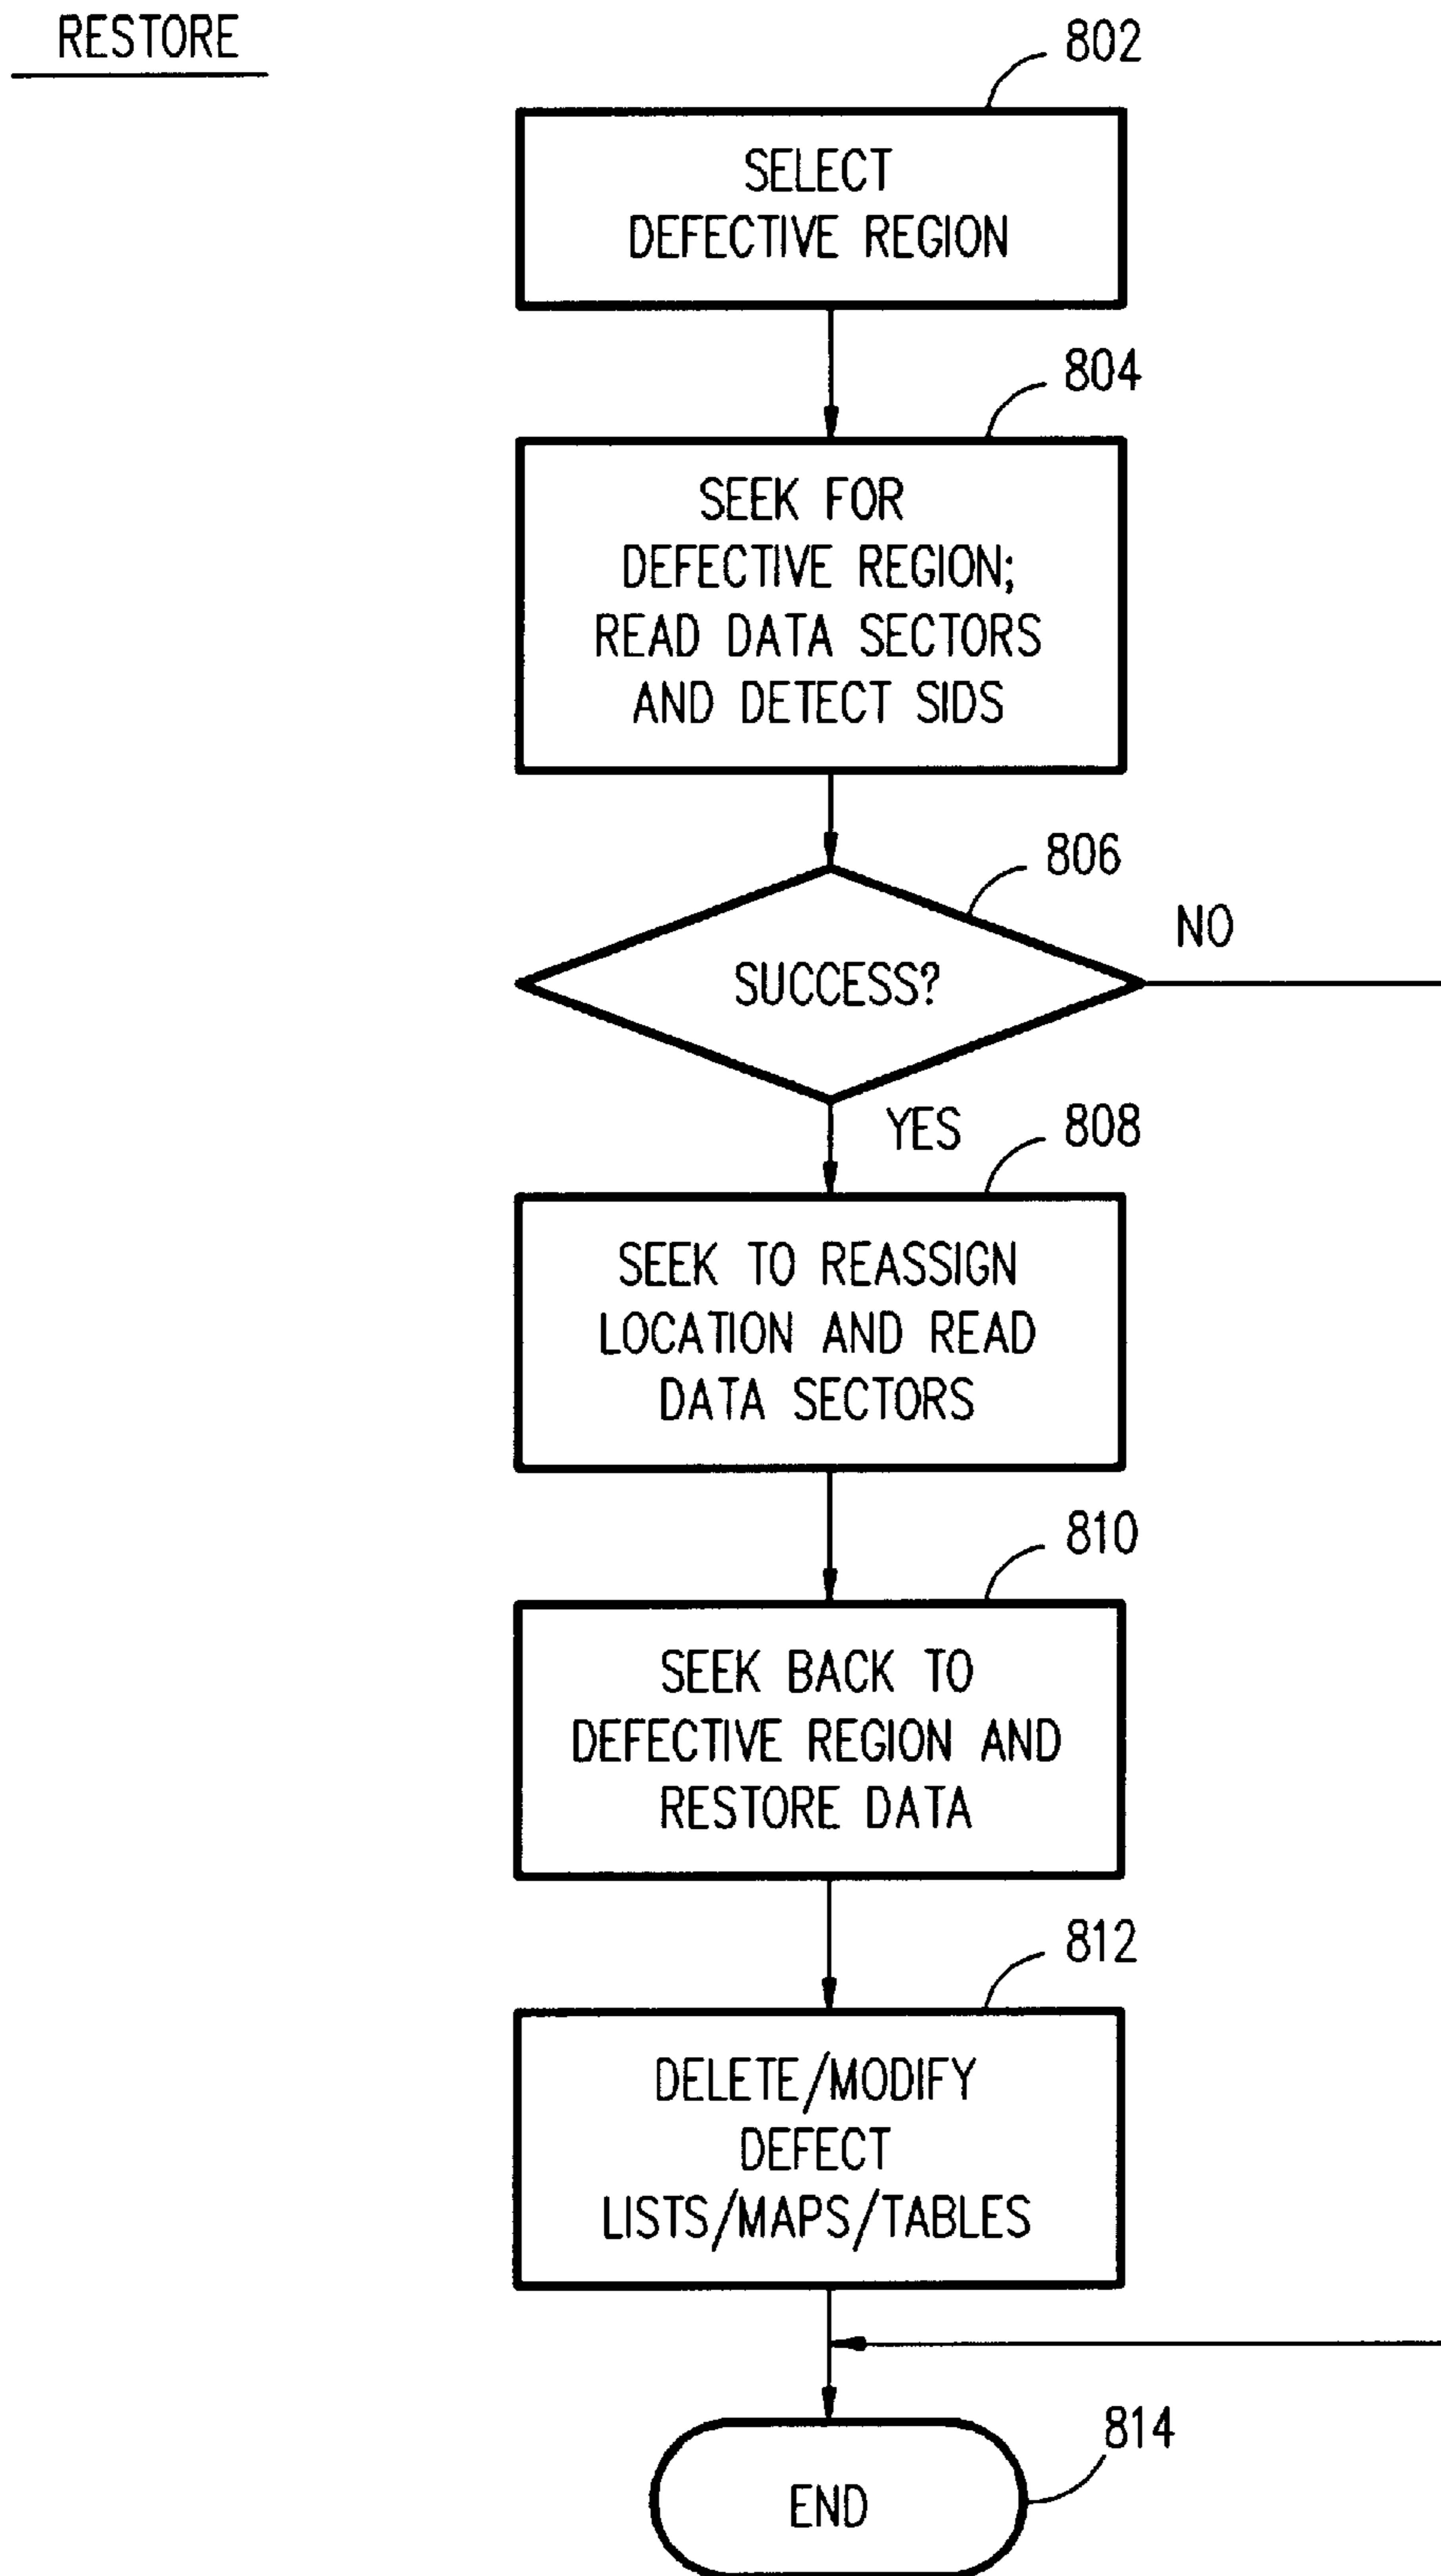 RESTORE
802
SELECT
DEFECTIVE REGION
804
SEEK FOR
DEFECTIVE REGION;
READ DATA SECTORS
AND DETECT SIDS
806
NO
SUCCESS?
YES
808
SEEK TO REASSIGN
LOCATION AND READ
DATA SECTORS
810
SEEK BACK TO
DEFECTIVE REGION AND
RESTORE DATA
812
DELETE/MODIFY
DEFECT
LISTS/MAPS/TABLES
814
END